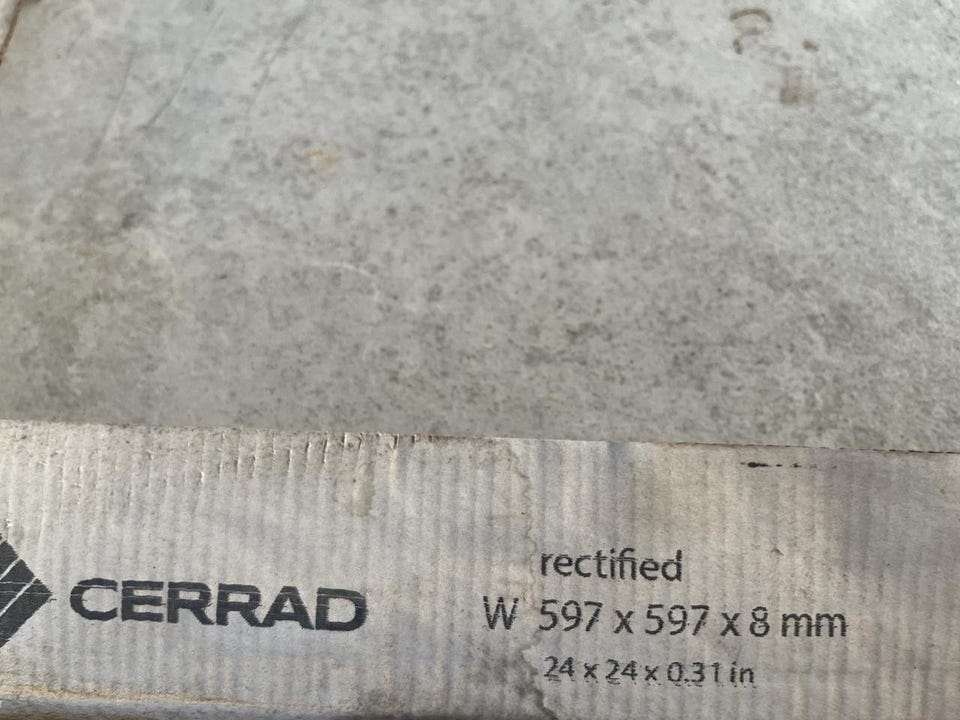 CERRAD
rectified
W 597 x 597 x 8 mm
24 x 24 x 0.31 in